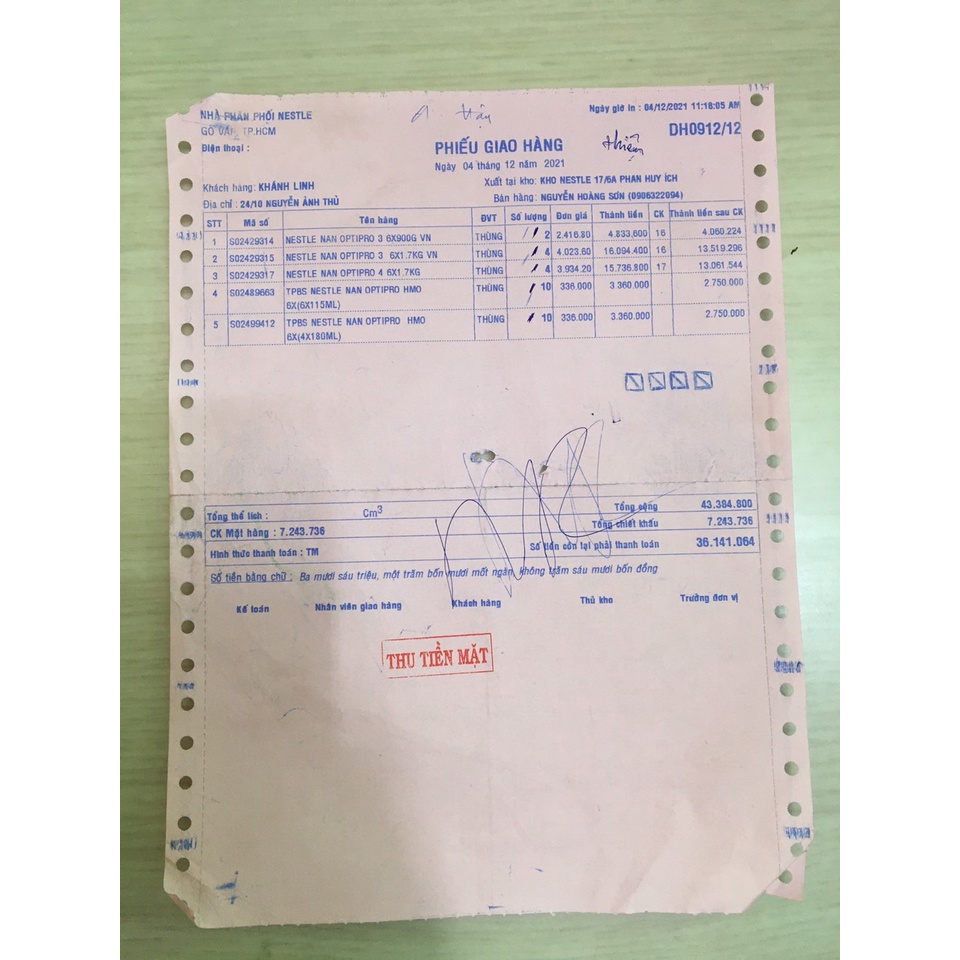 NHÀ PHÂN PHỐI NESTLE
GÒ VẤP, TP.HCM
Điện thoại :
Ngày giờ in : 04/12/2021 11:18:05 AM
DH0912/12
PHIẾU GIAO HÀNG
Ngày 04 tháng 12 năm 2021
Khách hàng: KHÁNH LINH
Xuất tại kho: KHO NESTLE 17/6A PHAN HUY ÍCH
Địa chỉ : 24/10 NGUYỄN ẢNH THỦ
Bán hàng: NGUYỄN HOÀNG SƠN (0906322094)
STT Mã số Tên hàng ĐVT Số lượng Đơn giá Thành tiền CK Thành tiền sau CK
1 S02429314 NESTLE NAN OPTIPRO 3 6X900G VN THÙNG 2 2.416.80 4.833.600 16 4.060.224
2 S02429315 NESTLE NAN OPTIPRO 3 6X1.7KG VN THÙNG 4 4.023.60 16.094.400 16 13.519.296
3 S02429317 NESTLE NAN OPTIPRO 4 6X1.7KG THÙNG 4 3.934.20 15.736.800 17 13.061.544
4 S02489663 TPBS NESTLE NAN OPTIPRO HMO THÙNG 10 336.000 3.360.000 2.750.000
6X(6X115ML)
5 S02499412 TPBS NESTLE NAN OPTIPRO HMO THÙNG 10 336.000 3.360.000 2.750.000
6X(4X180ML)
Tổng thể tích : Cm3 Tổng cộng 43.384.800
CK Mặt hàng : 7.243.736 Tổng chiết khấu 7.243.736
Hình thức thanh toán : TM Số tiền còn lại phải thanh toán 36.141.064
Số tiền bằng chữ : Ba mươi sáu triệu, một trăm bốn mươi mốt ngàn, không trăm sáu mươi bốn đồng
Kế toán Nhân viên giao hàng Khách hàng Thủ kho Trưởng đơn vị
THU TIỀN MẶT